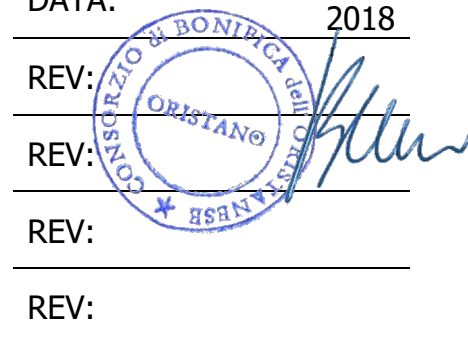 DATA:
2018
REV:
REV:
REV:
REV:
CONSORZIO di BONIFICA dell'ORISTANESE
ORISTANO